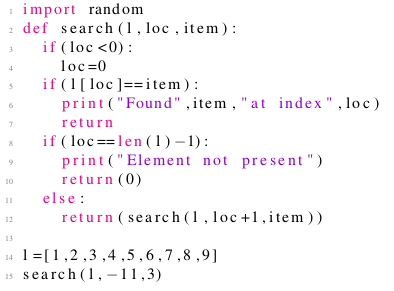 1 import random
2 def search(l,loc,item):
3   if(loc<0):
4     loc=0
5   if(l[loc]==item):
6     print("Found",item,"at index",loc)
7     return
8   if(loc==len(l)-1):
9     print("Element not present")
10     return(0)
11   else:
12     return(search(l,loc+1,item))
13
14 l=[1,2,3,4,5,6,7,8,9]
15 search(l,-11,3)